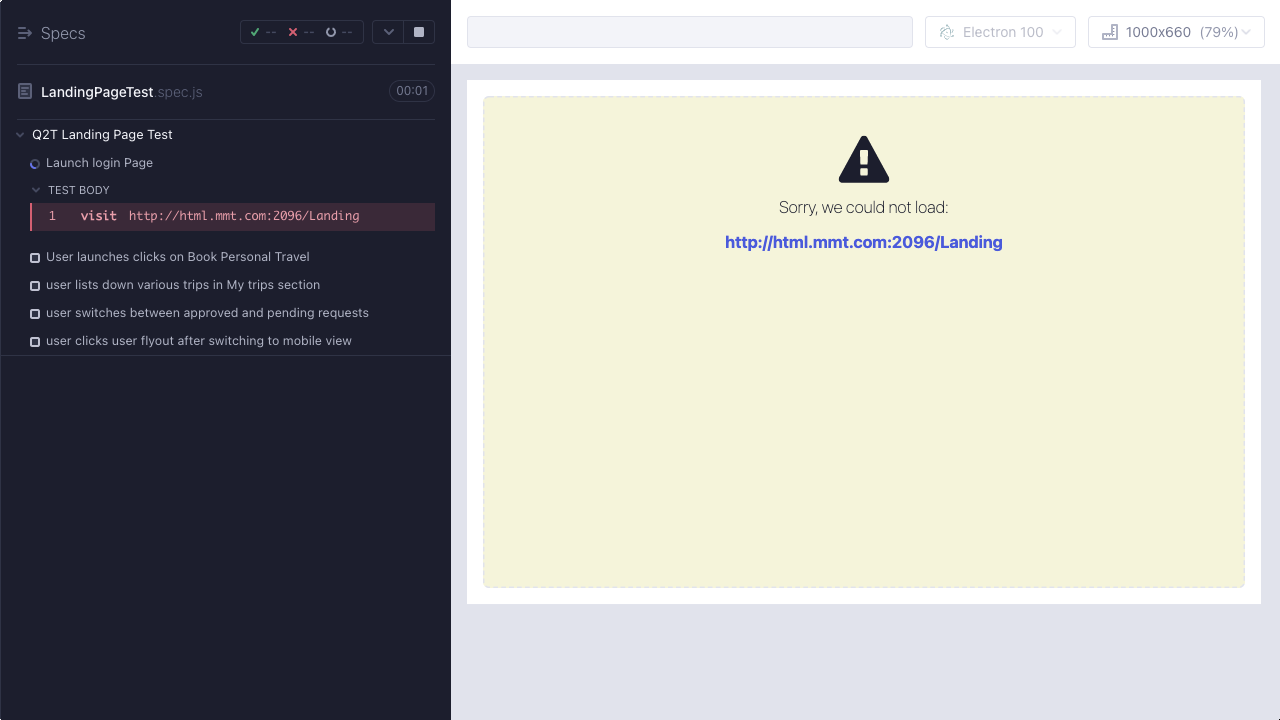 Specs
-- -- --
LandingPageTest.spec.js
00:01
Q2T Landing Page Test
Launch login Page
TEST BODY
1 visit http://html.mmt.com:2096/Landing
User launches clicks on Book Personal Travel
user lists down various trips in My trips section
user switches between approved and pending requests
user clicks user flyout after switching to mobile view
Electron 100
1000x660 (79%)
Sorry, we could not load:
http://html.mmt.com:2096/Landing